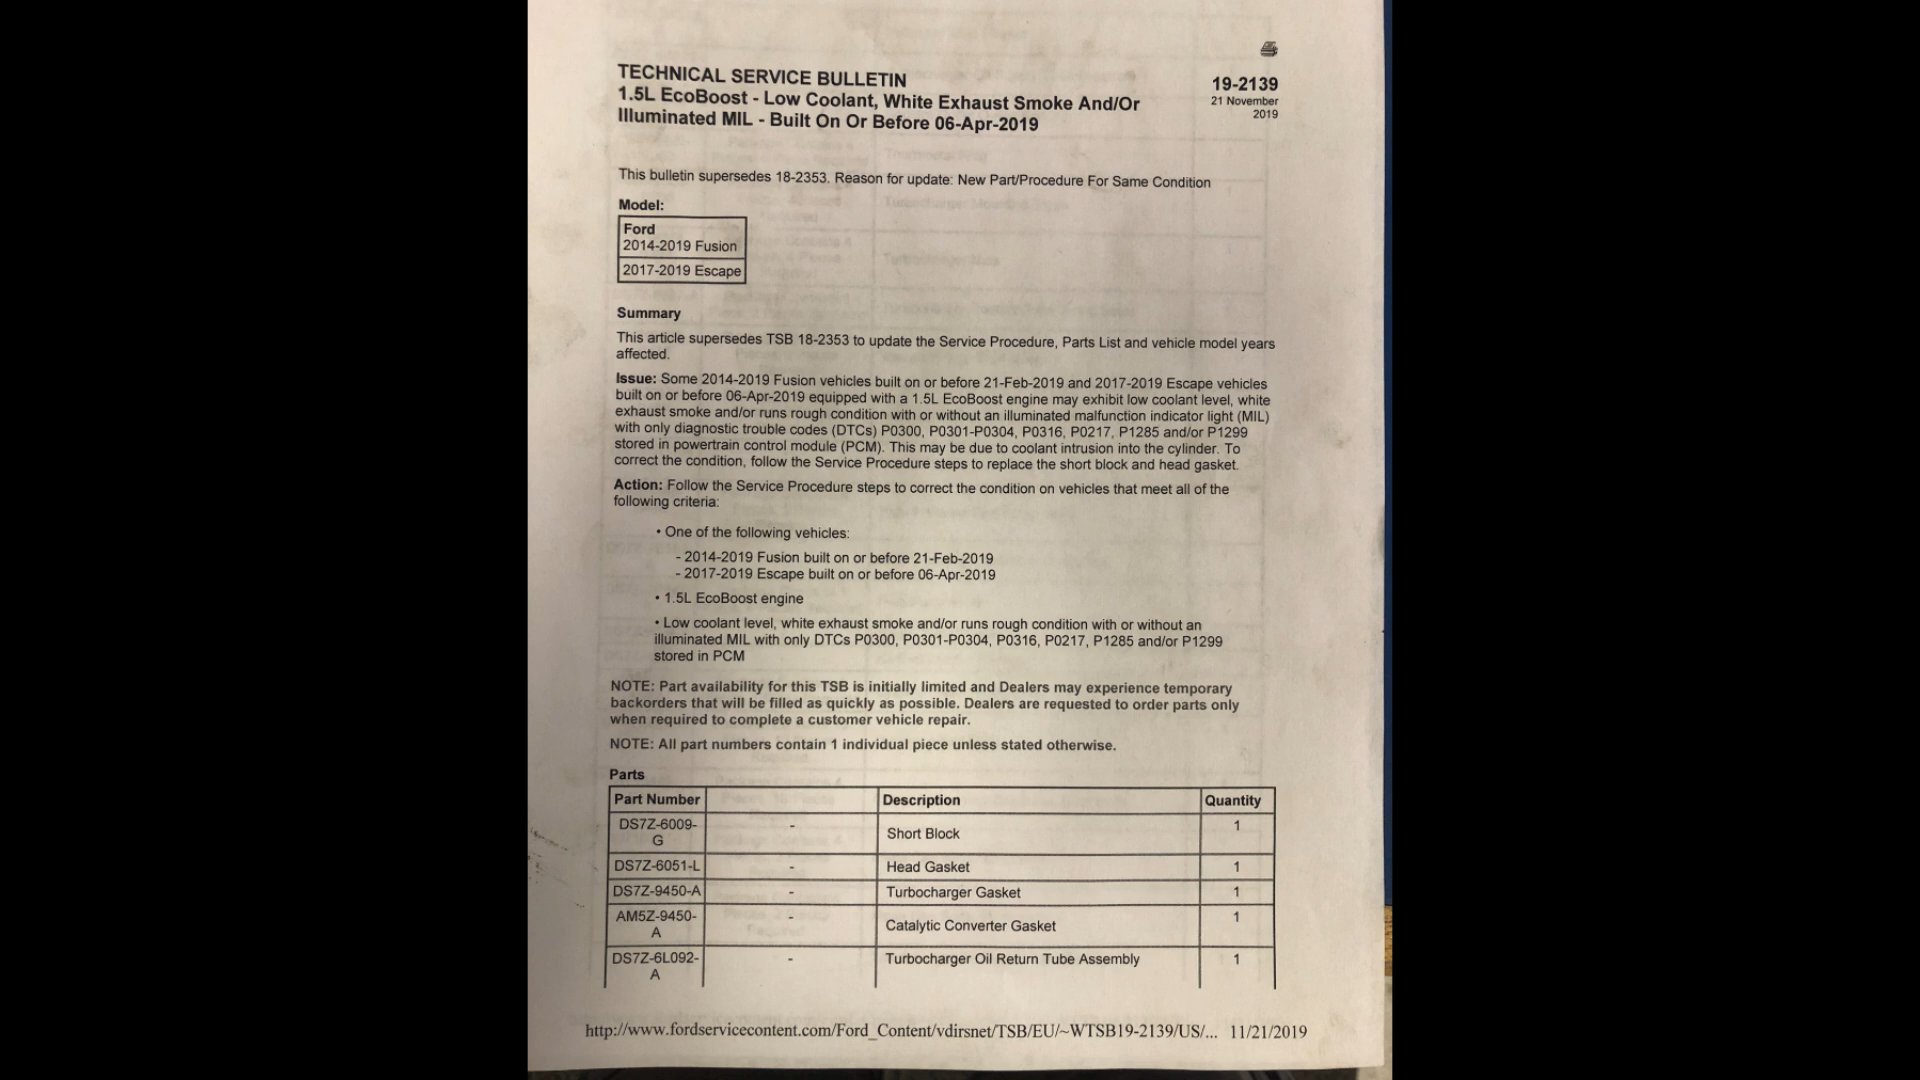 TECHNICAL SERVICE BULLETIN
1.5L EcoBoost - Low Coolant, White Exhaust Smoke And/Or
Illuminated MIL - Built On Or Before 06-Apr-2019
19-2139
21 November
2019
This bulletin supersedes 18-2353. Reason for update: New Part/Procedure For Same Condition
Model:
Ford
2014-2019 Fusion
2017-2019 Escape
Summary
This article supersedes TSB 18-2353 to update the Service Procedure, Parts List and vehicle model years
affected.
Issue: Some 2014-2019 Fusion vehicles built on or before 21-Feb-2019 and 2017-2019 Escape vehicles
built on or before 06-Apr-2019 equipped with a 1.5L EcoBoost engine may exhibit low coolant level, white
exhaust smoke and/or runs rough condition with or without an illuminated malfunction indicator light (MIL)
with only diagnostic trouble codes (DTCs) P0300, P0301-P0304, P0316, P0217, P1285 and/or P1299
stored in powertrain control module (PCM). This may be due to coolant intrusion into the cylinder. To
correct the condition, follow the Service Procedure steps to replace the short block and head gasket.
Action: Follow the Service Procedure steps to correct the condition on vehicles that meet all of the
following criteria:
• One of the following vehicles:
- 2014-2019 Fusion built on or before 21-Feb-2019
- 2017-2019 Escape built on or before 06-Apr-2019
• 1.5L EcoBoost engine
• Low coolant level, white exhaust smoke and/or runs rough condition with or without an
illuminated MIL with only DTCs P0300, P0301-P0304, P0316, P0217, P1285 and/or P1299
stored in PCM
NOTE: Part availability for this TSB is initially limited and Dealers may experience temporary
backorders that will be filled as quickly as possible. Dealers are requested to order parts only
when required to complete a customer vehicle repair.
NOTE: All part numbers contain 1 individual piece unless stated otherwise.
Parts
Part Number Description Quantity
DS7Z-6009-
G - Short Block 1
DS7Z-6051-L - Head Gasket 1
DS7Z-9450-A - Turbocharger Gasket 1
AM5Z-9450-
A - Catalytic Converter Gasket 1
DS7Z-6L092- - Turbocharger Oil Return Tube Assembly 1
A
http://www.fordservicecontent.com/Ford_Content/vdirsnet/TSB/EU/~WTSB19-2139/US/... 11/21/2019